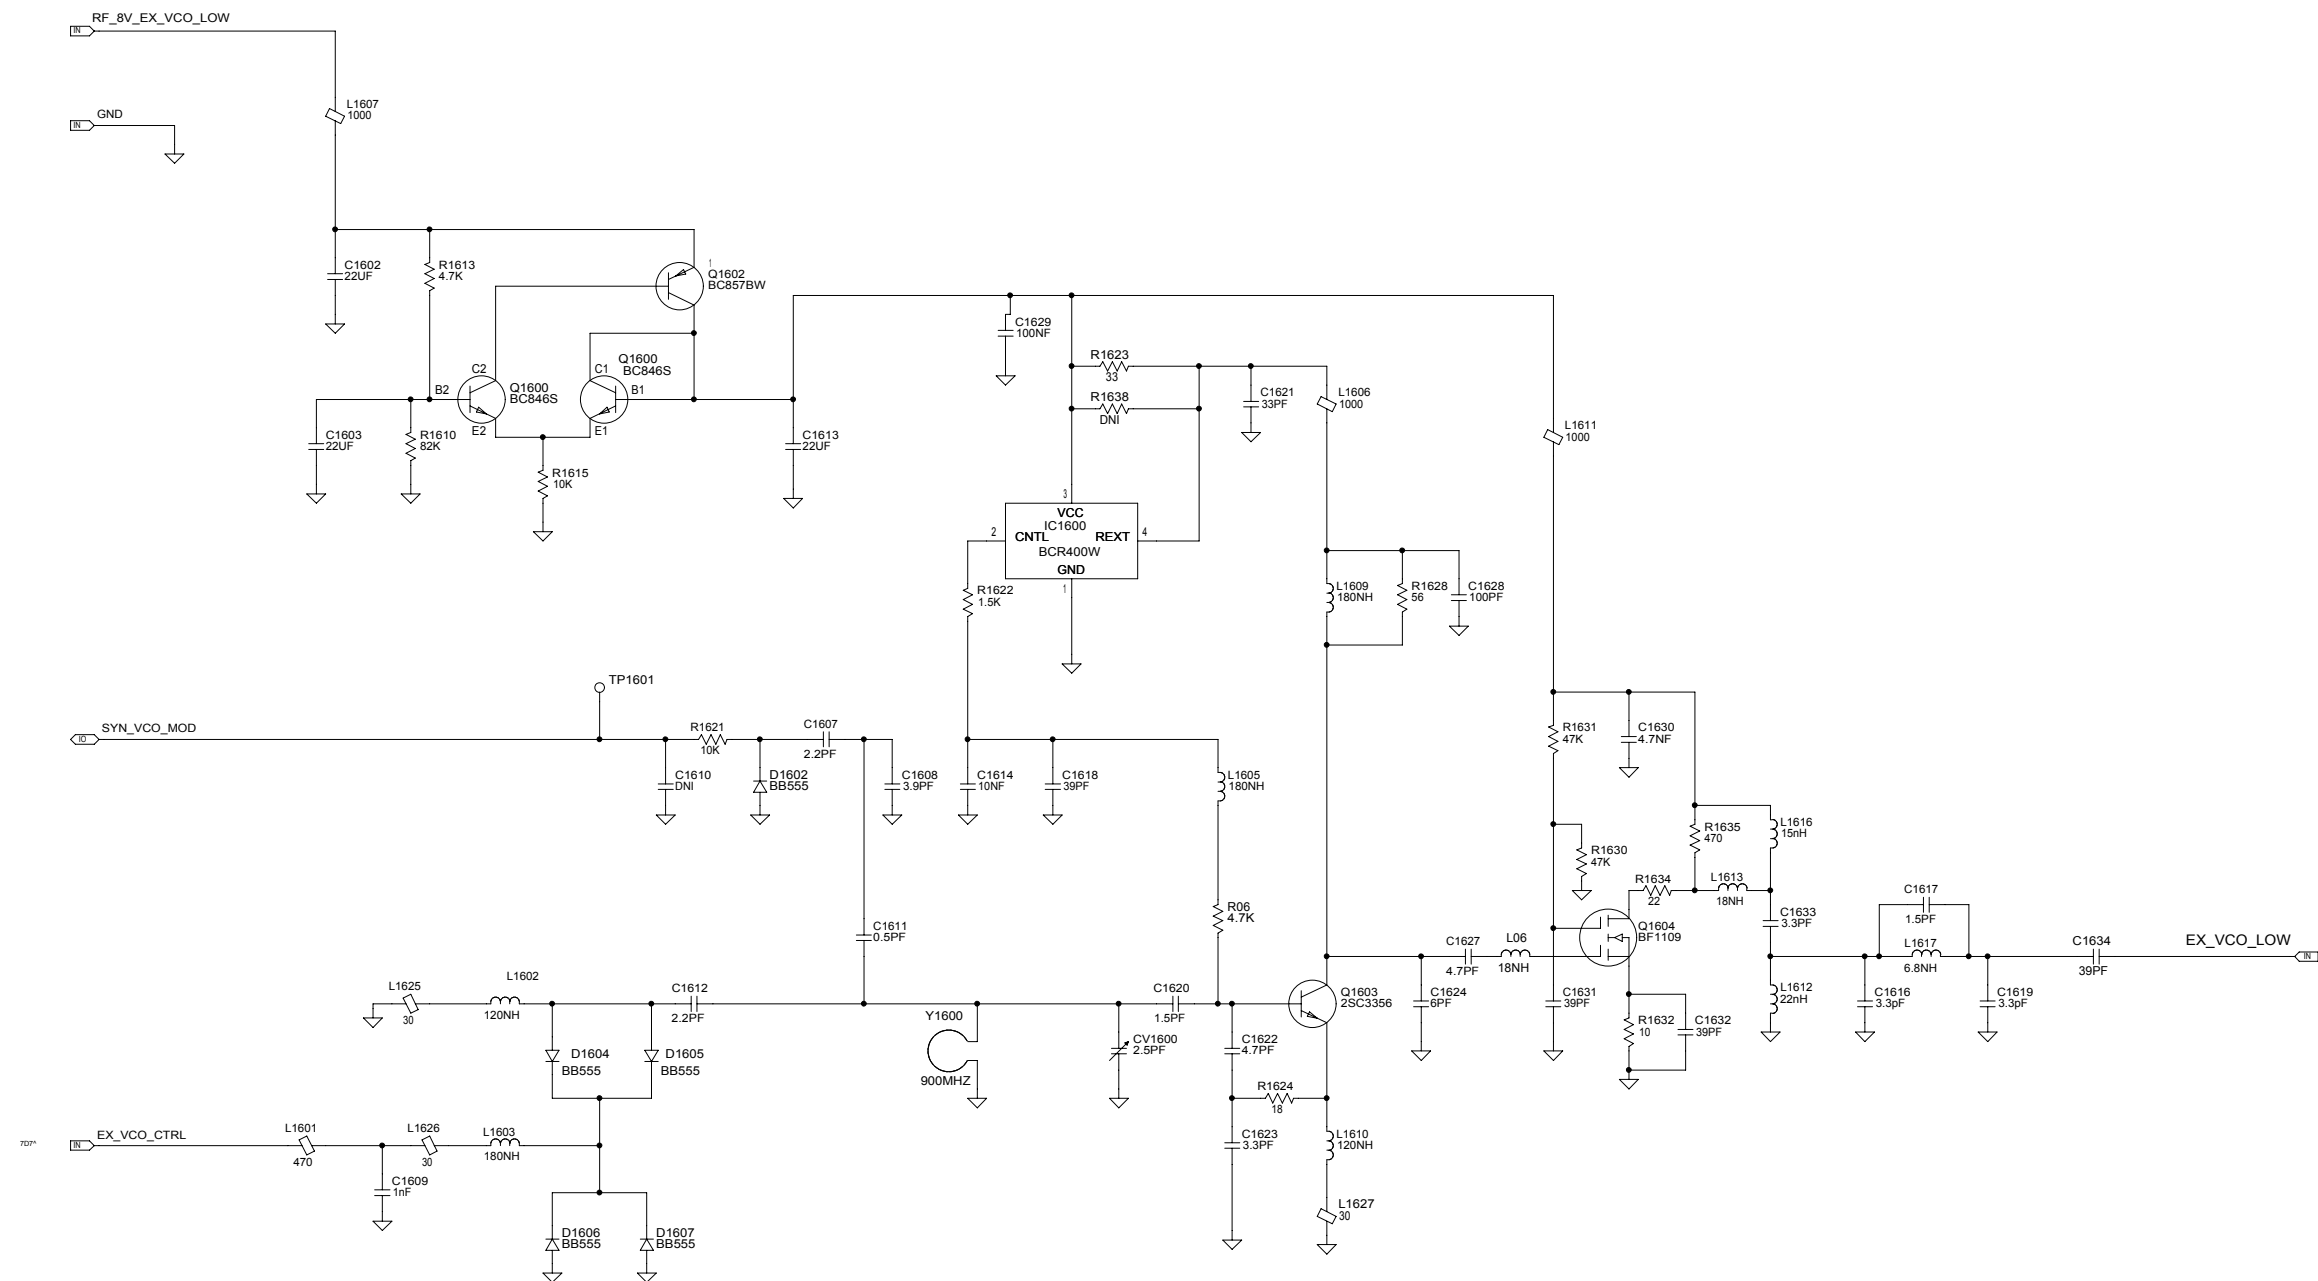 RF_8V_EX_VCO_LOW
IN
GND
IN
L1607
1000
C1602
22UF
R1613
4.7K
1
Q1602
BC857BW
C2
B2
E2
Q1600
BC846S
Q1600
BC846S
C1
B1
E1
C1603
22UF
R1610
82K
R1615
10K
C1613
22UF
C1629
100NF
R1623
33
R1638
DNI
C1621
33PF
L1606
1000
L1611
1000
3
VCC
IC1600
2
CNTL
REXT
4
BCR400W
GND
1
R1622
1.5K
L1609
180NH
R1628
56
C1628
100PF
TP1601
SYN_VCO_MOD
IO
R1621
10K
C1607
2.2PF
C1610
DNI
D1602
BB555
C1608
3.9PF
C1614
10NF
C1618
39PF
L1605
180NH
R1631
47K
C1630
4.7NF
R1630
47K
R1635
470
L1616
15nH
R1634
22
L1613
18NH
C1611
0.5PF
R06
4.7K
Q1604
BF1109
C1633
3.3PF
C1617
1.5PF
L1617
6.8NH
C1634
39PF
EX_VCO_LOW
IN
C1627
4.7PF
L06
18NH
L1625
30
L1602
120NH
C1612
2.2PF
Y1600
900MHZ
CV1600
2.5PF
C1620
1.5PF
Q1603
2SC3356
C1624
6PF
C1631
39PF
R1632
10
C1632
39PF
L1612
22nH
C1616
3.3pF
C1619
3.3pF
D1604
BB555
D1605
BB555
C1622
4.7PF
R1624
18
C1623
3.3PF
L1610
120NH
L1627
30
7D7^
IN
EX_VCO_CTRL
L1601
470
L1626
30
L1603
180NH
C1609
1nF
D1606
BB555
D1607
BB555